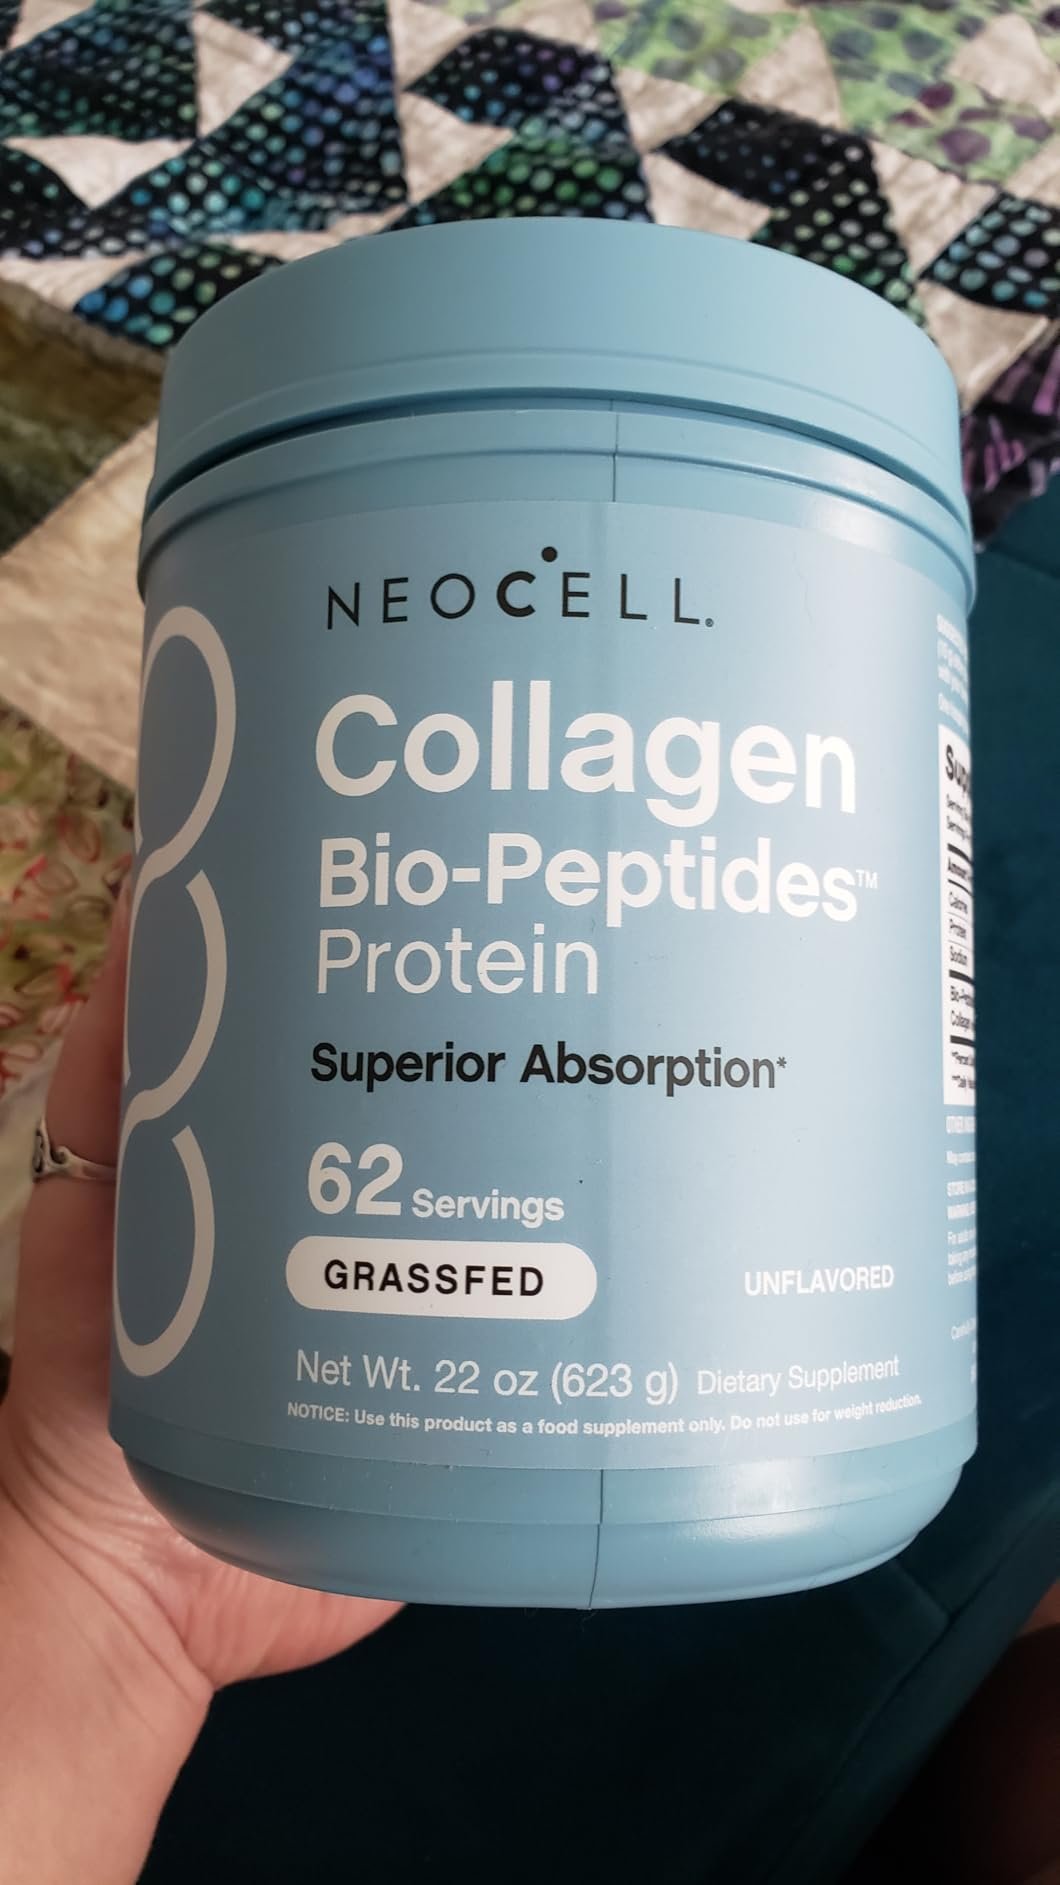 NEOCELL®
Collagen
Bio-Peptides™
Protein
Superior Absorption*
62 Servings
GRASSFED
UNFLAVORED
Net Wt. 22 oz (623 g) Dietary Supplement
NOTICE: Use this product as a food supplement only. Do not use for weight reduction.